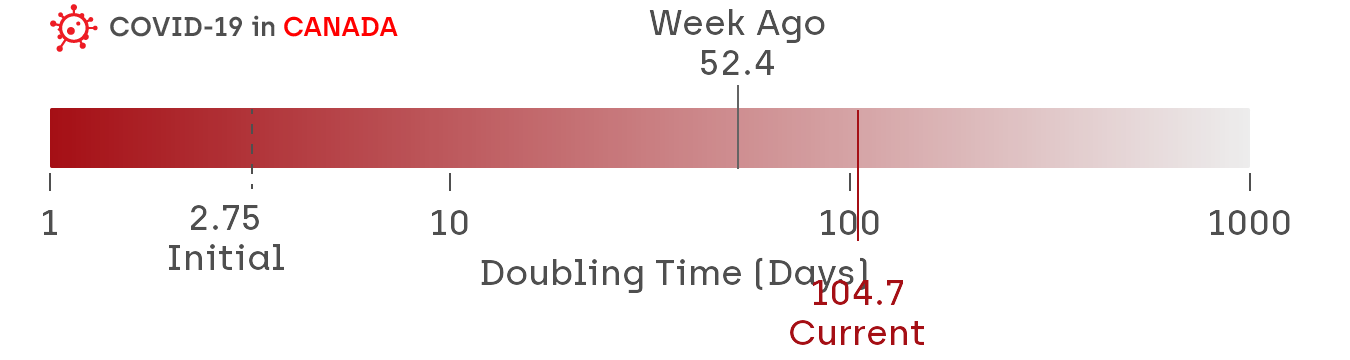 COVID-19 in CANADA
Week Ago
52.4
1
10
100
1000
2.75
Initial
Doubling Time (Days)
104.7
Current